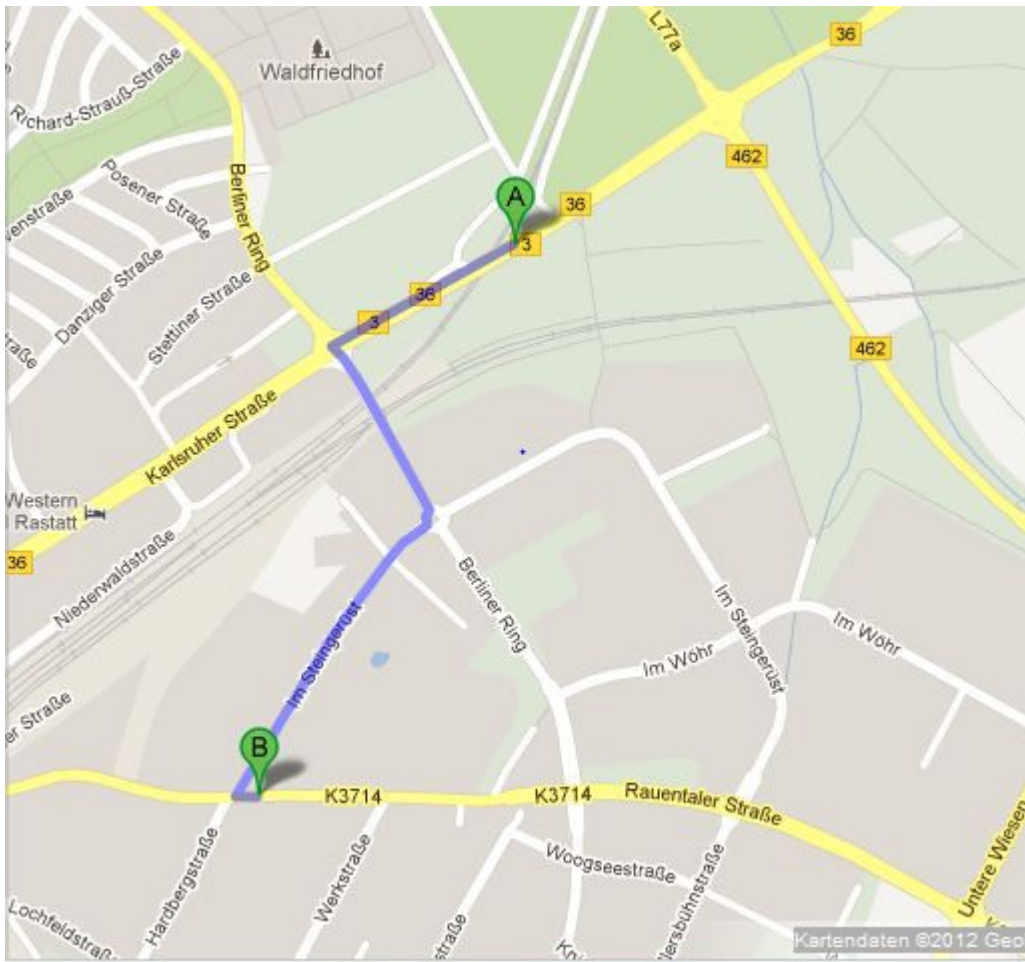 36
L77a
Waldfriedhof
Richard-Strauß-Straße
462
Posener Straße
Berliner Ring
A
36
3
Danziger Straße
Stettiner Straße
36
3
462
Karlsruher Straße
Western
Rastatt
36
Niederwaldstraße
Berliner Ring
Im Steingerüst
Im Steingerüst
Im Wöhr
Im Wöhr
B
K3714
K3714
Rauentaler Straße
Untere Wiesen
Woogseestraße
Hardbergstraße
Werkstraße
Lochfeldstraße
Kartendaten ©2012 Geo